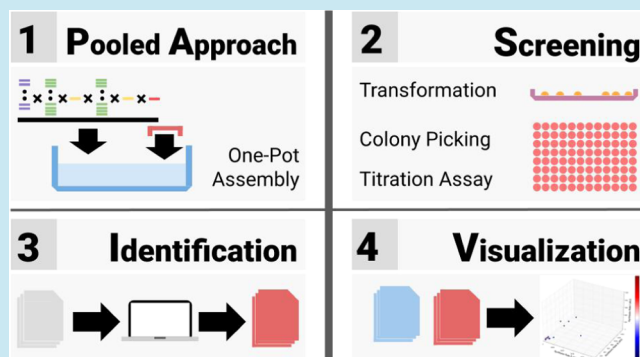 1 Pooled Approach
One-Pot
Assembly
2 Screening
Transformation
Colony Picking
Titration Assay
3 Identification
4 Visualization